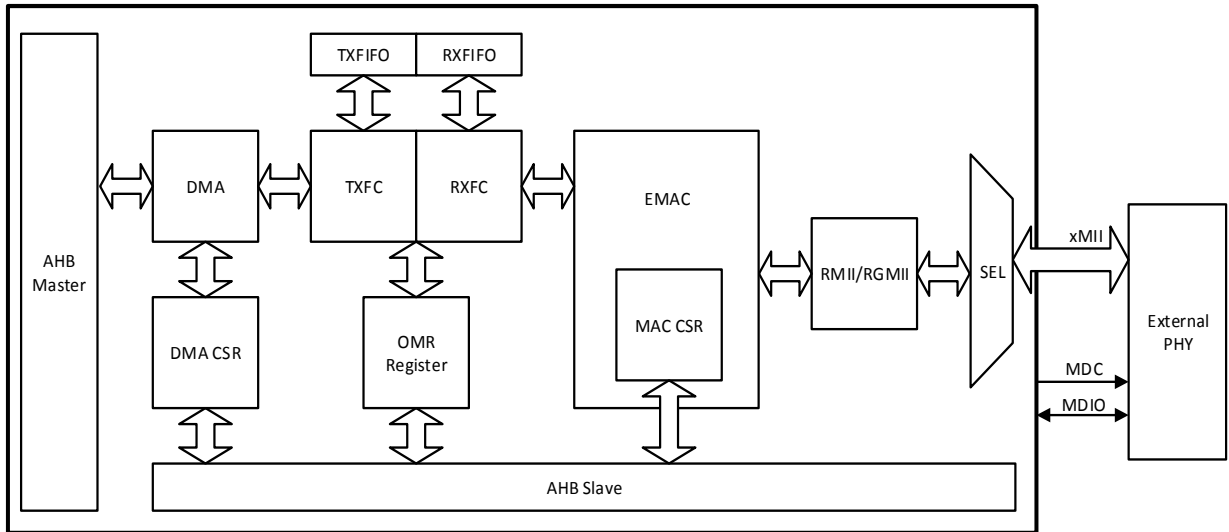 TXFIFO RXFIFO
DMA
TXFC
RXFC
EMAC
xMII
AHB
Master
RMII/RGMII
SEL
DMA CSR
OMR
Register
MAC CSR
External
PHY
MDC
MDIO
AHB Slave